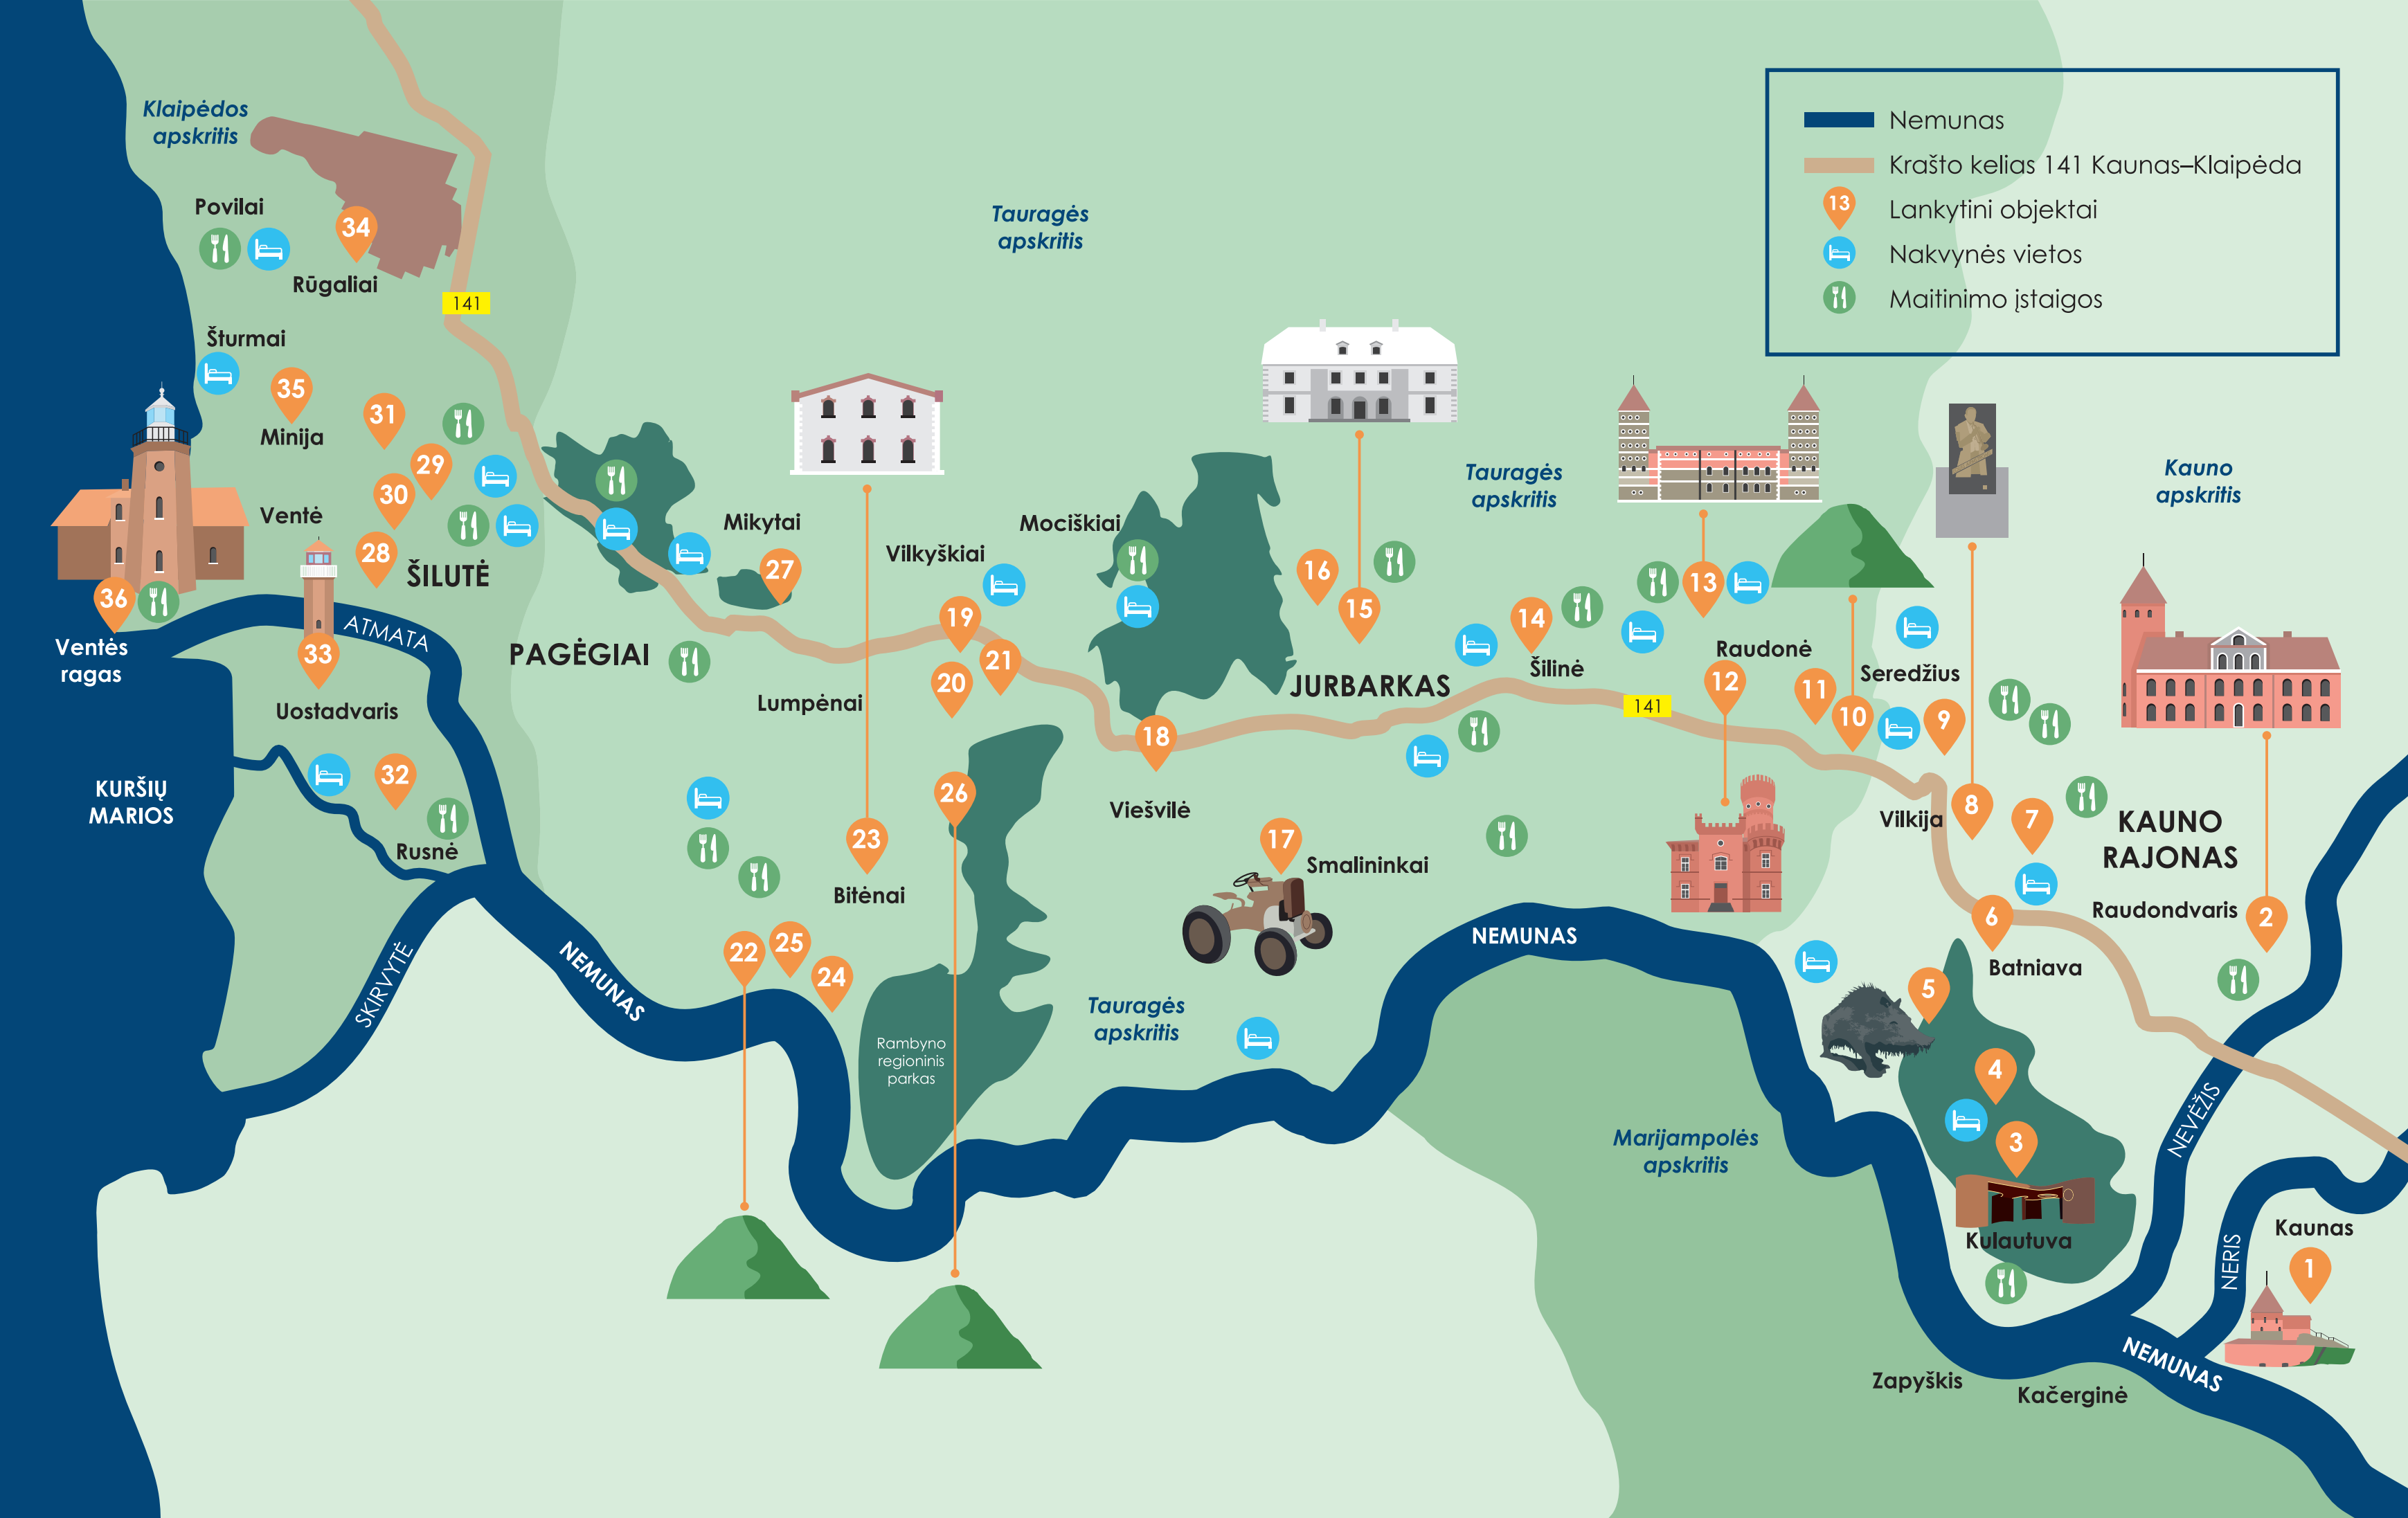 Nemunas
Krašto kelias 141 Kaunas–Klaipėda
13
Lankytini objektai
Nakvynės vietos
Maitinimo įstaigos
Klaipėdos
apskritis
Povilai
34
Rūgaliai
141
Šturmai
35
Minija
31
29
30
Ventė
28
ŠILUTĖ
36
Ventės
ragas
ATMATA
33
Uostadvaris
KURŠIŲ
MARIOS
32
Rusnė
SKIRVYTĖ
NEMUNAS
Tauragės
apskritis
Mikytai
27
PAGĖGIAI
Vilkyškiai
19
21
20
Lumpėnai
Mociškiai
18
Viešvilė
26
23
Bitėnai
22
25
24
Rambyno
regioninis
parkas
17
Smalininkai
Tauragės
apskritis
NEMUNAS
16
15
JURBARKAS
Tauragės
apskritis
14
Šilinė
13
141
Raudonė
12
11
10
Seredžius
9
Kauno
apskritis
Vilkija
8
7
KAUNO
RAJONAS
6
Batniava
Raudondvaris
2
5
4
3
Kulautuva
Marijampolės
apskritis
NEVĖŽIS
NERIS
Kaunas
1
NEMUNAS
Zapyškis
Kačerginė